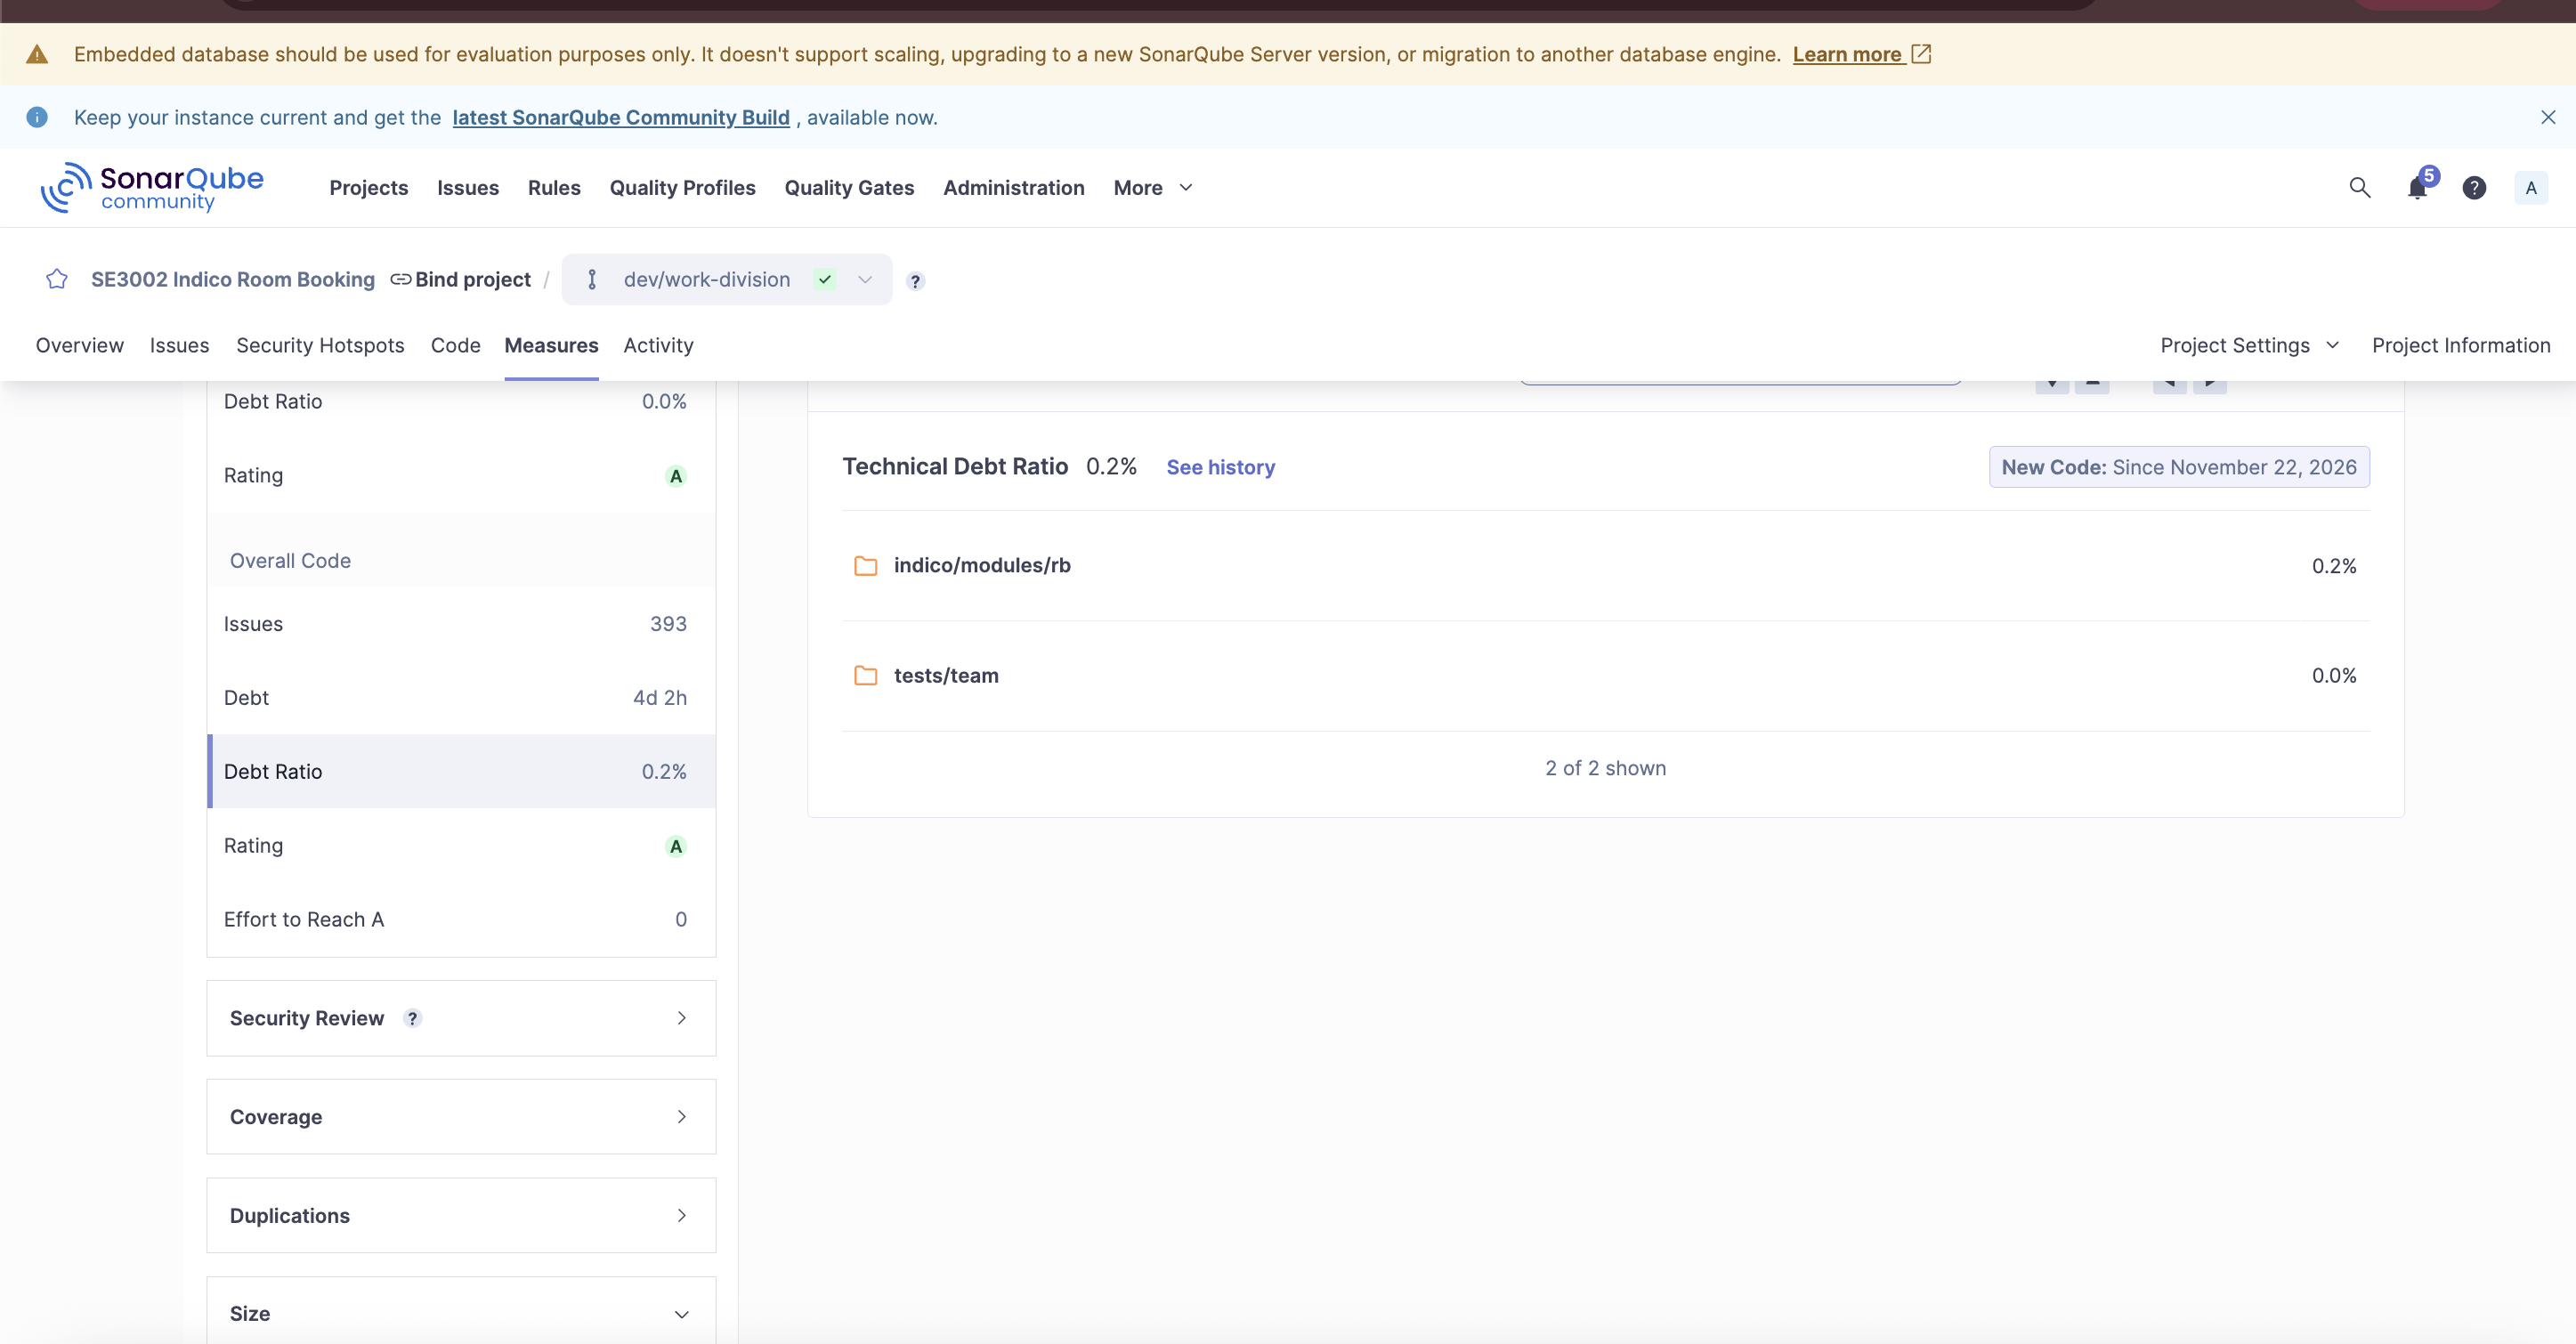 Embedded database should be used for evaluation purposes only. It doesn't support scaling, upgrading to a new SonarQube Server version, or migration to another database engine. Learn more
Keep your instance current and get the latest SonarQube Community Build , available now.
SonarQube community
Projects Issues Rules Quality Profiles Quality Gates Administration More
5
?
A
SE3002 Indico Room Booking Bind project / dev/work-division ?
Overview Issues Security Hotspots Code Measures Activity
Project Settings Project Information
Debt Ratio 0.0%
Rating A
Overall Code
Issues 393
Debt 4d 2h
Debt Ratio 0.2%
Rating A
Effort to Reach A 0
Security Review ?
Coverage
Duplications
Size
Technical Debt Ratio 0.2% See history
New Code: Since November 22, 2026
indico/modules/rb 0.2%
tests/team 0.0%
2 of 2 shown